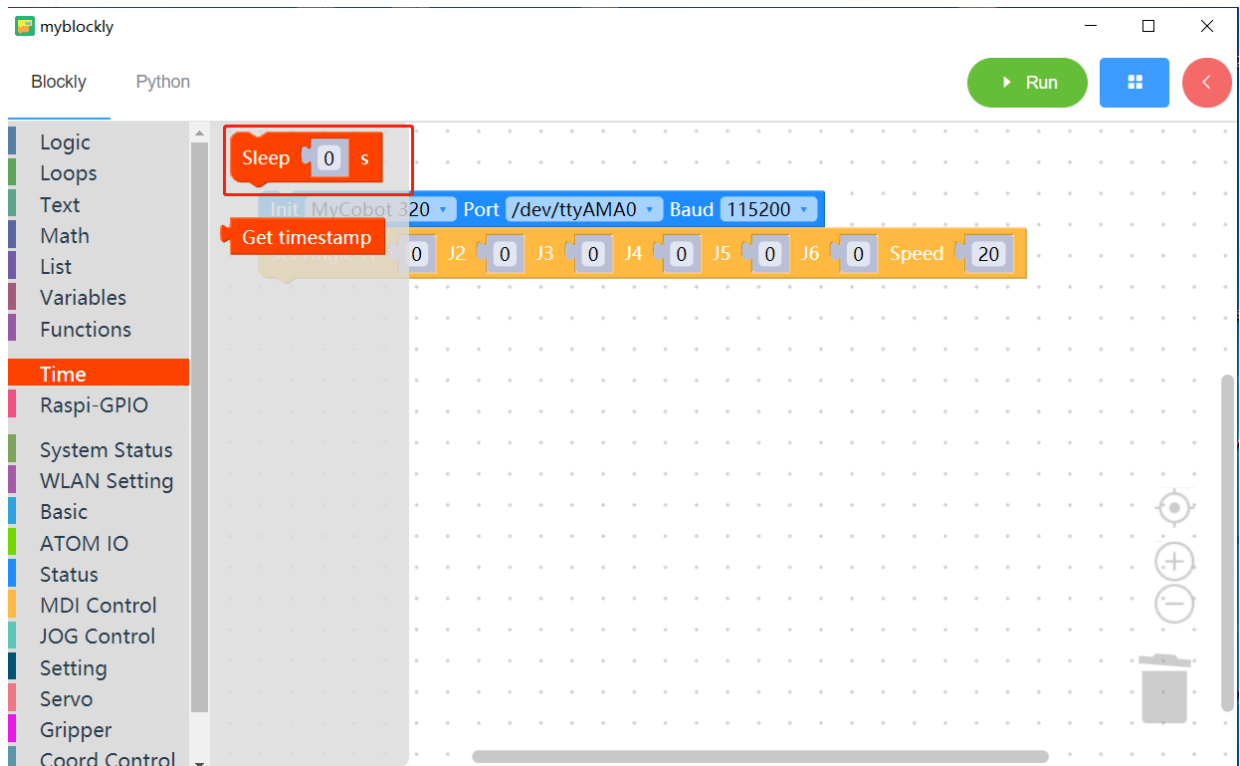 myblockly
Blockly Python
Run
Logic
Loops
Text
Math
List
Variables
Functions
Time
Raspi-GPIO
System Status
WLAN Setting
Basic
ATOM IO
Status
MDI Control
JOG Control
Setting
Servo
Gripper
Coord Control
Sleep 0 s
Get timestamp
Init MyCobot 320 Port /dev/ttyAMA0 Baud 115200
0 J2 0 J3 0 J4 0 J5 0 J6 0 Speed 20